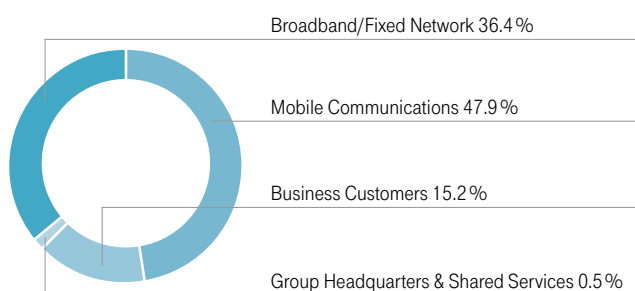 Broadband/Fixed Network 36.4 %
Mobile Communications 47.9 %
Business Customers 15.2 %
Group Headquarters & Shared Services 0.5 %